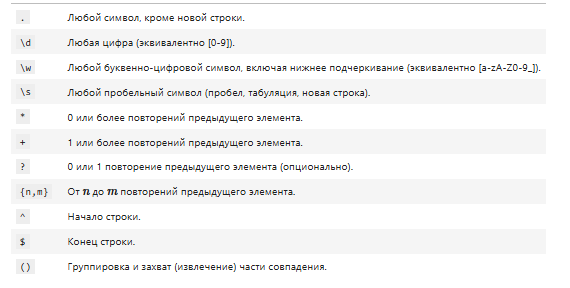 . Любой символ, кроме новой строки.
\d Любая цифра (эквивалентно [0-9]).
\w Любой буквенно-цифровой символ, включая нижнее подчеркивание (эквивалентно [a-zA-Z0-9_]).
\s Любой пробельный символ (пробел, табуляция, новая строка).
* 0 или более повторений предыдущего элемента.
+ 1 или более повторений предыдущего элемента.
? 0 или 1 повторение предыдущего элемента (опционально).
{n,m} От n до m повторений предыдущего элемента.
^ Начало строки.
$ Конец строки.
() Группировка и захват (извлечение) части совпадения.